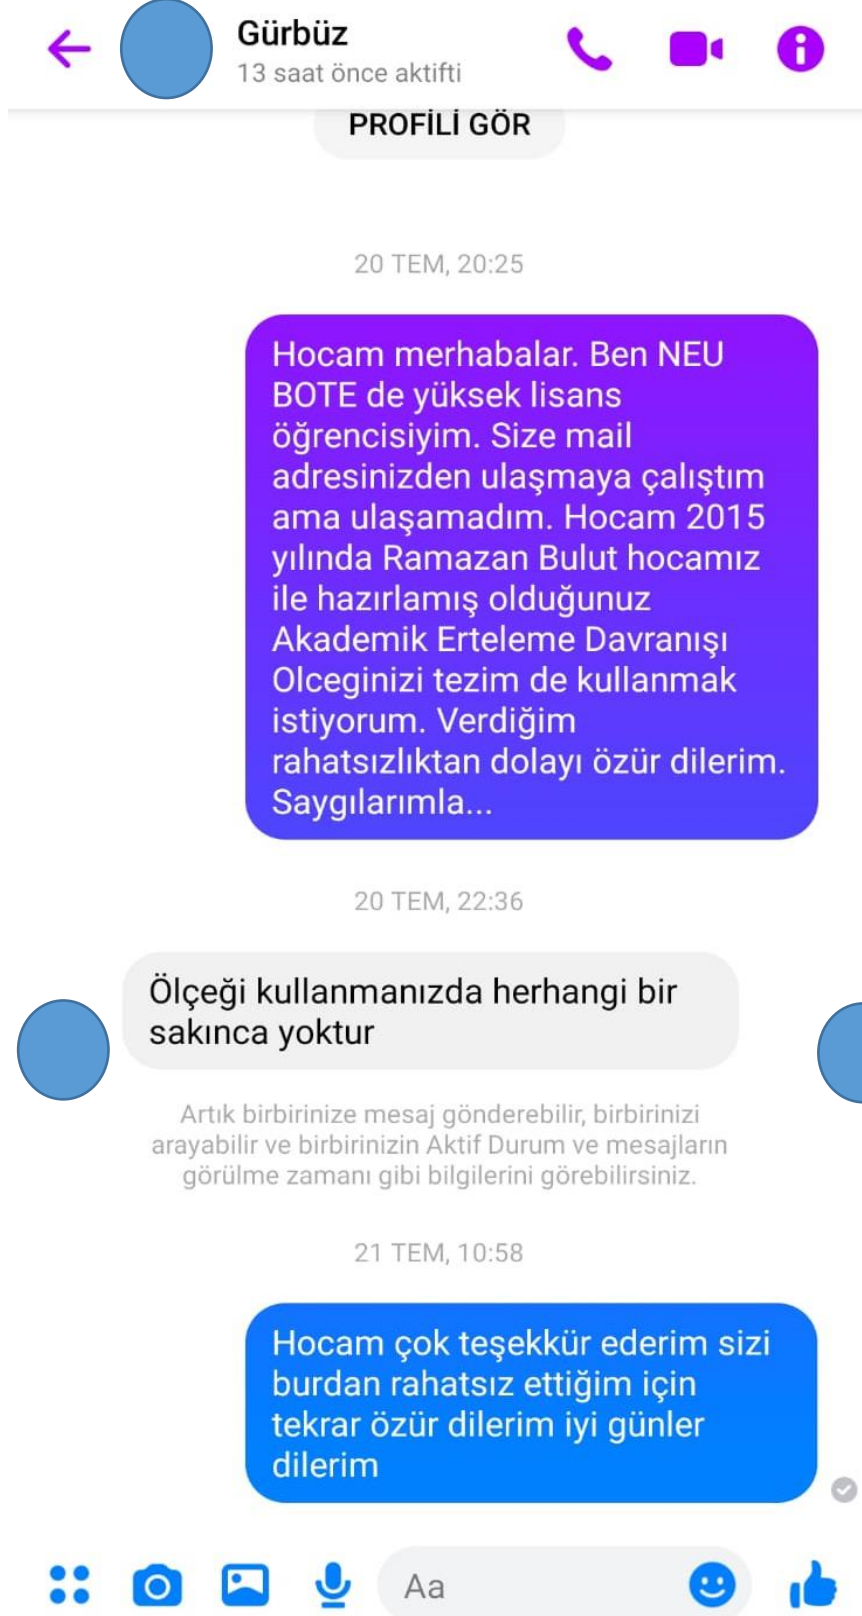 Gürbüz
13 saat önce aktifti
PROFİLİ GÖR
20 TEM, 20:25
Hocam merhabalar. Ben NEU
BOTE de yüksek lisans
öğrencisiyim. Size mail
adresinizden ulaşmaya çalıştım
ama ulaşamadım. Hocam 2015
yılında Ramazan Bulut hocamız
ile hazırlamış olduğunuz
Akademik Erteleme Davranışı
Olceginizi tezim de kullanmak
istiyorum. Verdiğim
rahatsızlıktan dolayı özür dilerim.
Saygılarımla...
20 TEM, 22:36
Ölçeği kullanmanızda herhangi bir
sakınca yoktur
Artık birbirinize mesaj gönderebilir, birbirinizi
arayabilir ve birbirinizin Aktif Durum ve mesajların
görülme zamanı gibi bilgilerini görebilirsiniz.
21 TEM, 10:58
Hocam çok teşekkür ederim sizi
burdan rahatsız ettiğim için
tekrar özür dilerim iyi günler
dilerim
Aa